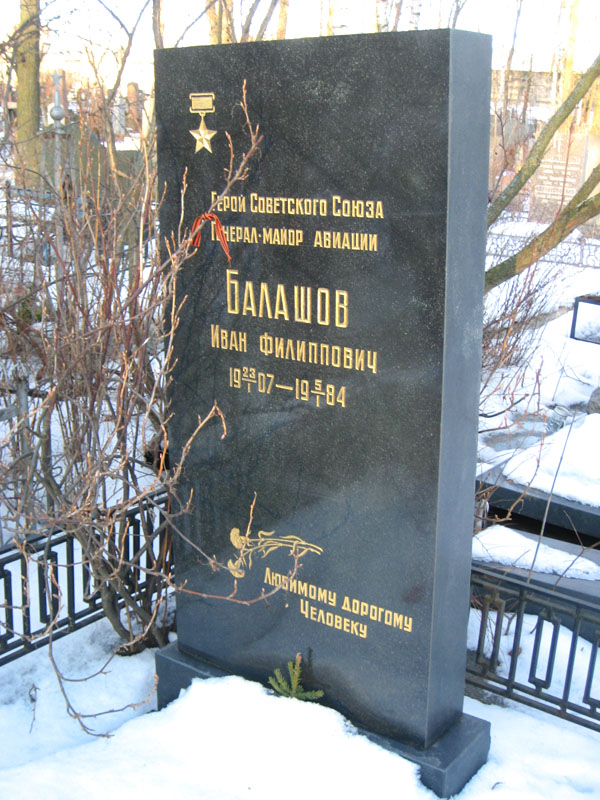 Герой Советского Союза
Генерал-майор авиации
Балашов
Иван Филиппович
19 23/I 07 — 19 5/I 84
Любимому дорогому
Человеку